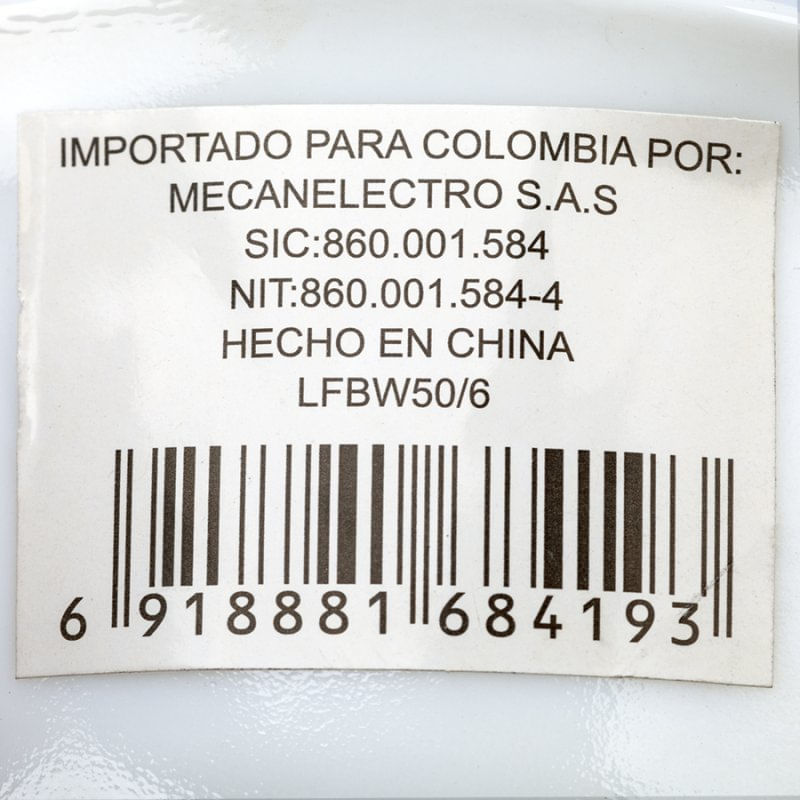 IMPORTADO PARA COLOMBIA POR:
MECANELECTRO S.A.S
SIC:860.001.584
NIT:860.001.584-4
HECHO EN CHINA
LFBW50/6
6 918881 684193